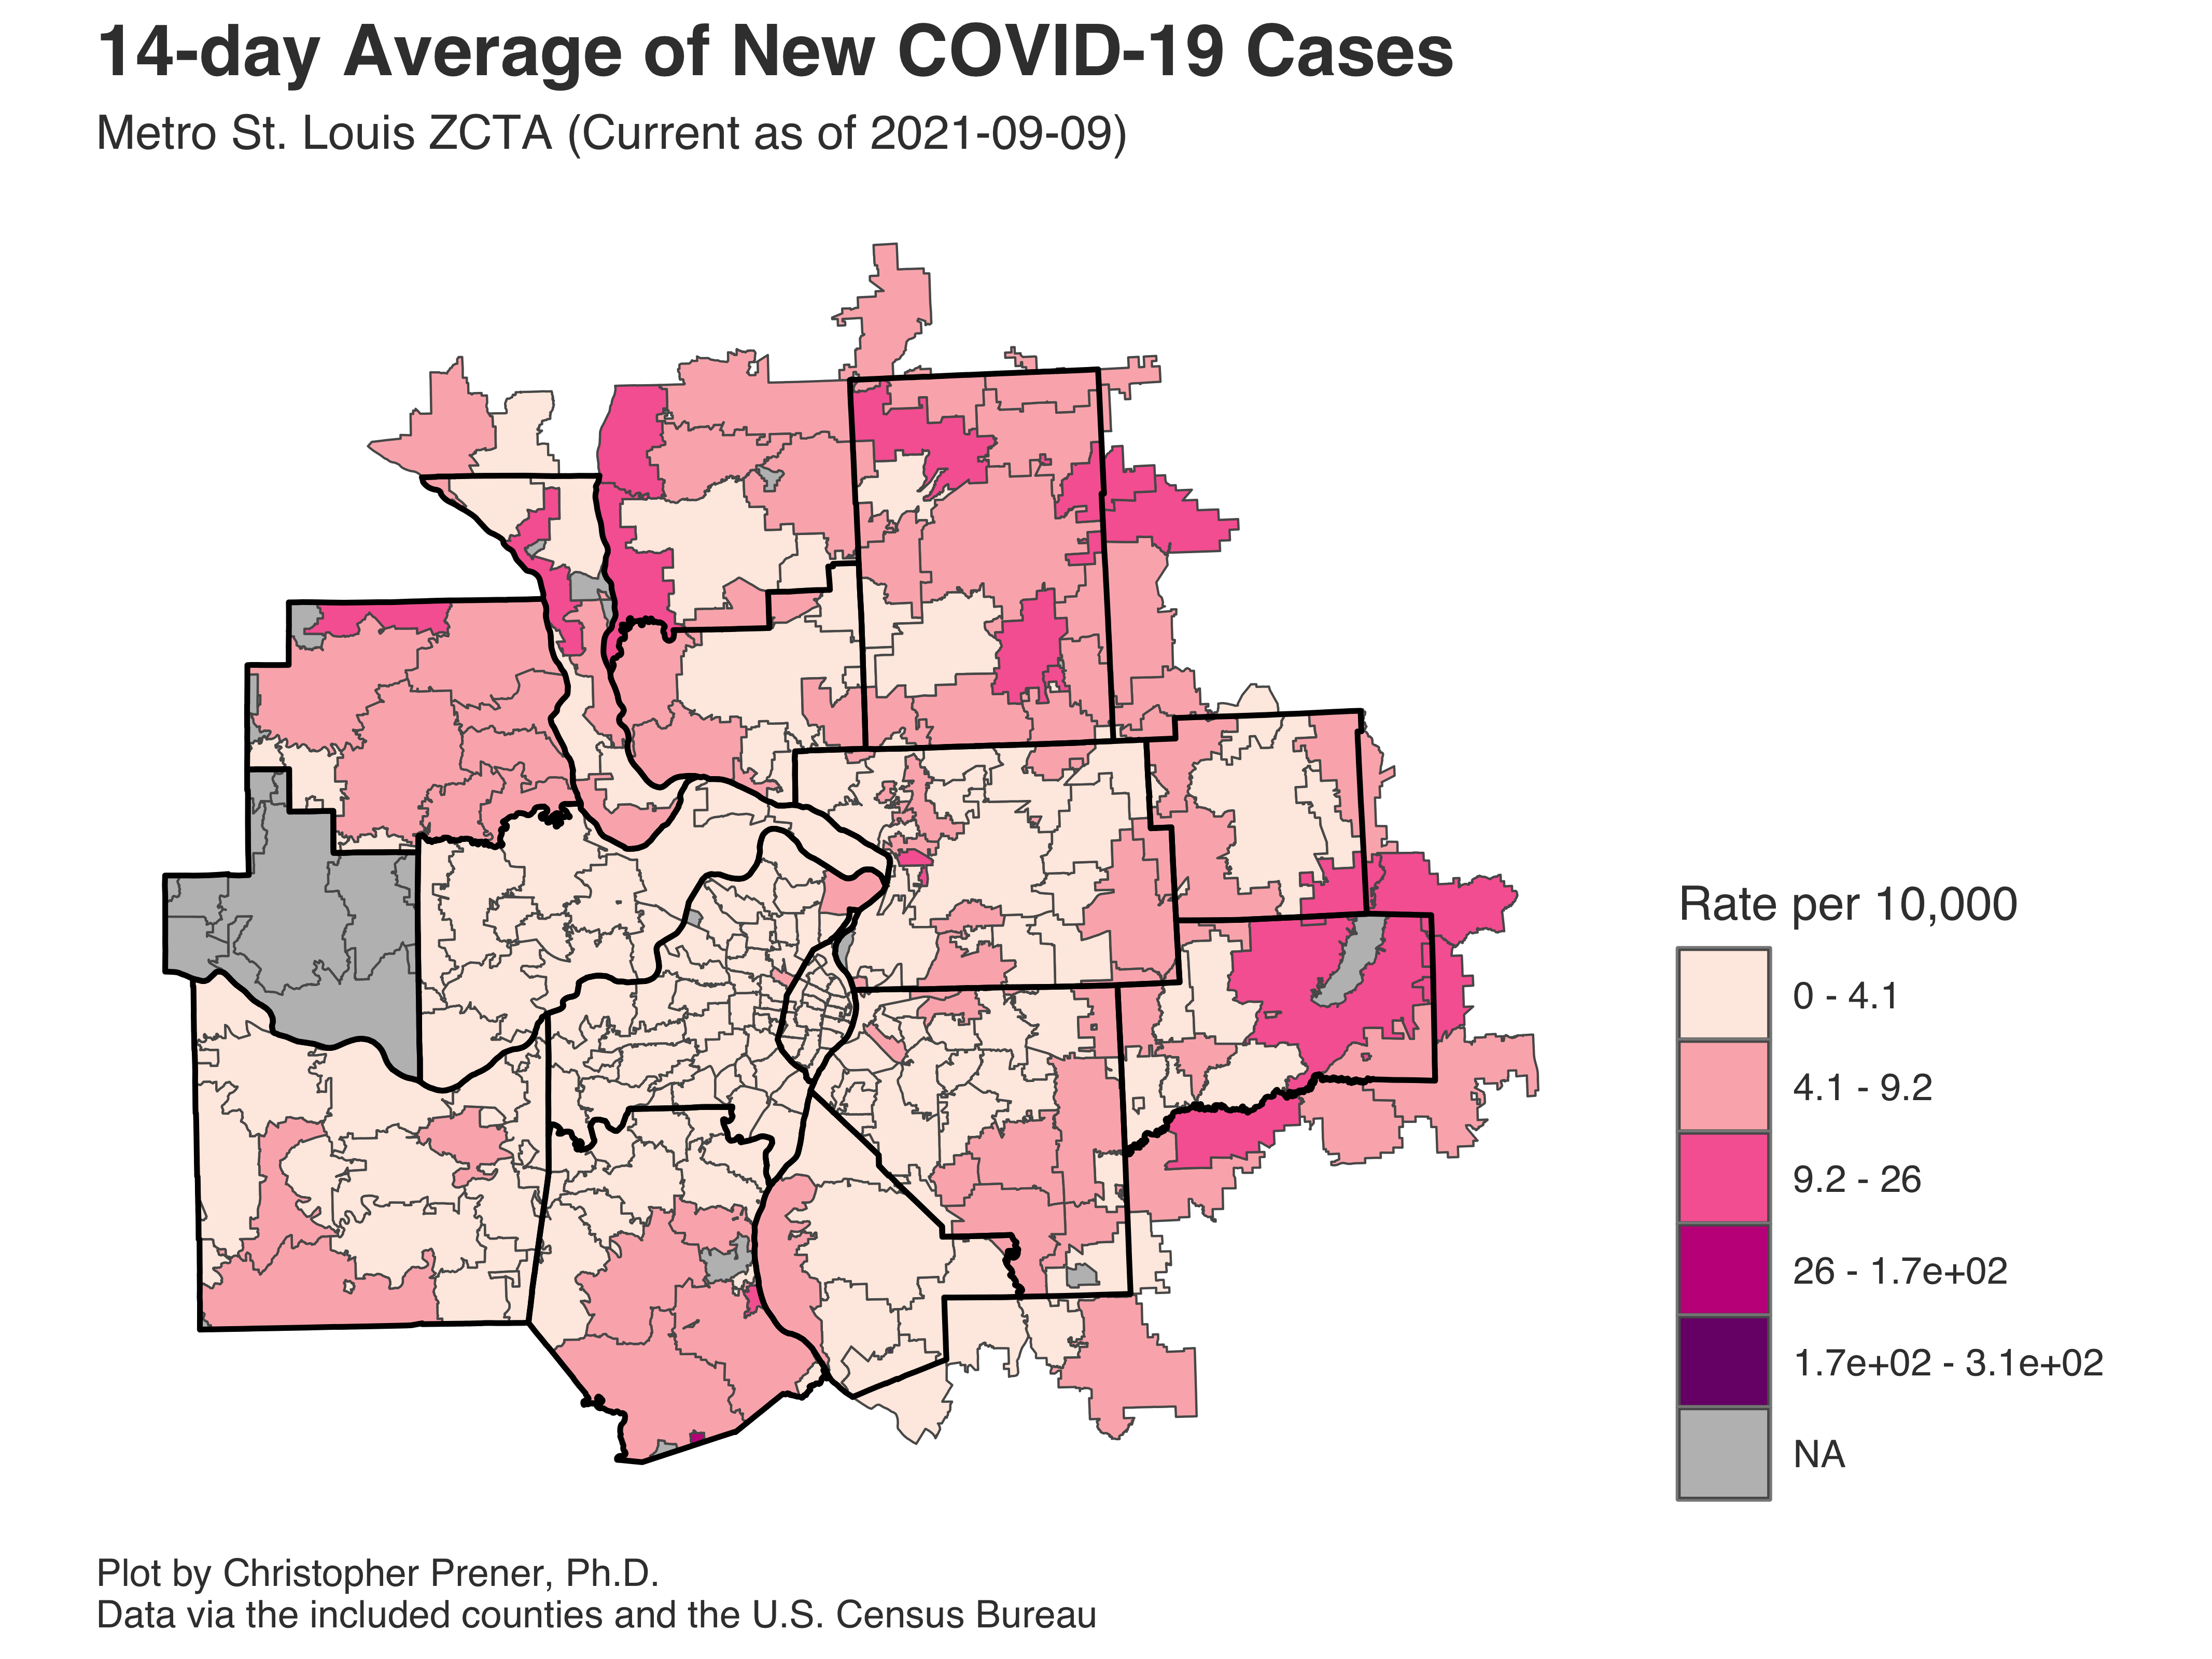 14-day Average of New COVID-19 Cases
Metro St. Louis ZCTA (Current as of 2021-09-09)
Rate per 10,000
0 - 4.1
4.1 - 9.2
9.2 - 26
26 - 1.7e+02
1.7e+02 - 3.1e+02
NA
Plot by Christopher Prener, Ph.D.
Data via the included counties and the U.S. Census Bureau